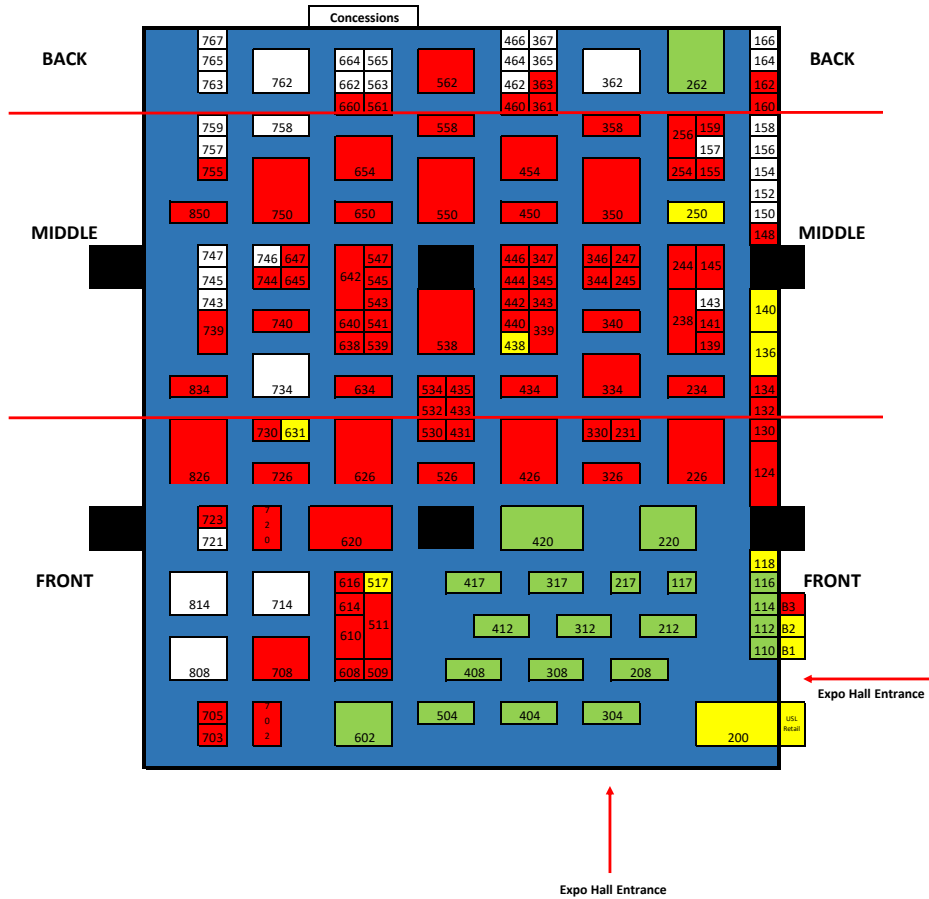 Concessions
767 466 367 166
BACK 765 664 565 464 365 164 BACK
763 762 662 563 562 462 363 362 262 162
660 561 460 361 160
759 758 558 358 159 158
757 256 157 156
755 654 454 254 155 154
152
850 750 650 550 450 350 250 150
MIDDLE 148 MIDDLE
747 746 647 547 446 347 346 247 244 145
745 744 645 642 545 444 345 344 245
743 543 442 343 143 140
739 740 640 541 440 339 340 238 141
638 539 538 438 139 136
834 734 634 534 435 434 334 234 134
532 433 132
730 631 530 431 330 231 130
826 726 626 526 426 326 226 124
723 7
2
0
721 620 420 220
118
FRONT 616 517 417 317 217 117 116 FRONT
814 714 614 114 B3
610 511 412 312 212 112 B2
110 B1
808 708 608 509 408 308 208
Expo Hall Entrance
705 7
0
2
504 404 304 USL
Retail
703 602 200
Expo Hall Entrance